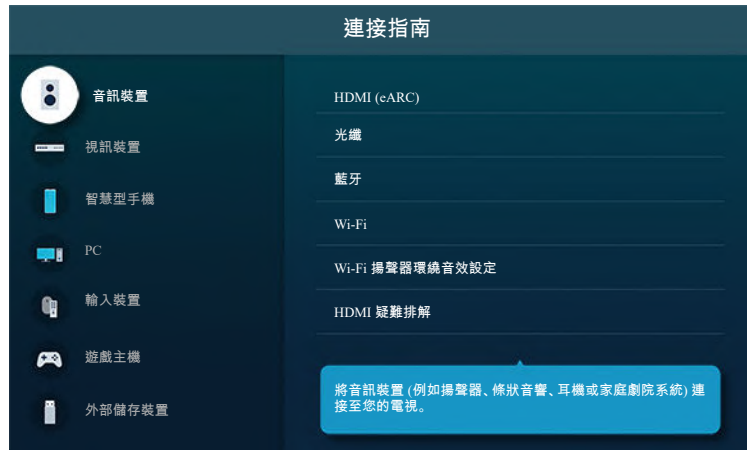 連接指南
音訊裝置
視訊裝置
智慧型手機
PC
輸入裝置
遊戲主機
外部儲存裝置
HDMI (eARC)
光纖
藍牙
Wi-Fi
Wi-Fi 揚聲器環繞音效設定
HDMI 疑難排解
將音訊裝置 (例如揚聲器、條狀音響、耳機或家庭劇院系統) 連
接至您的電視。